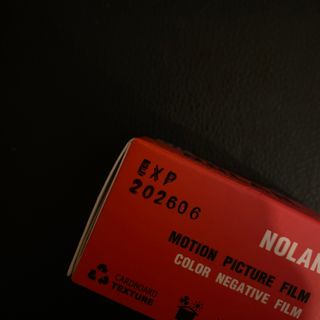 EXP
202606
NOLAN
MOTION PICTURE FILM
COLOR NEGATIVE FILM
CARDBOARD
TEXTURE